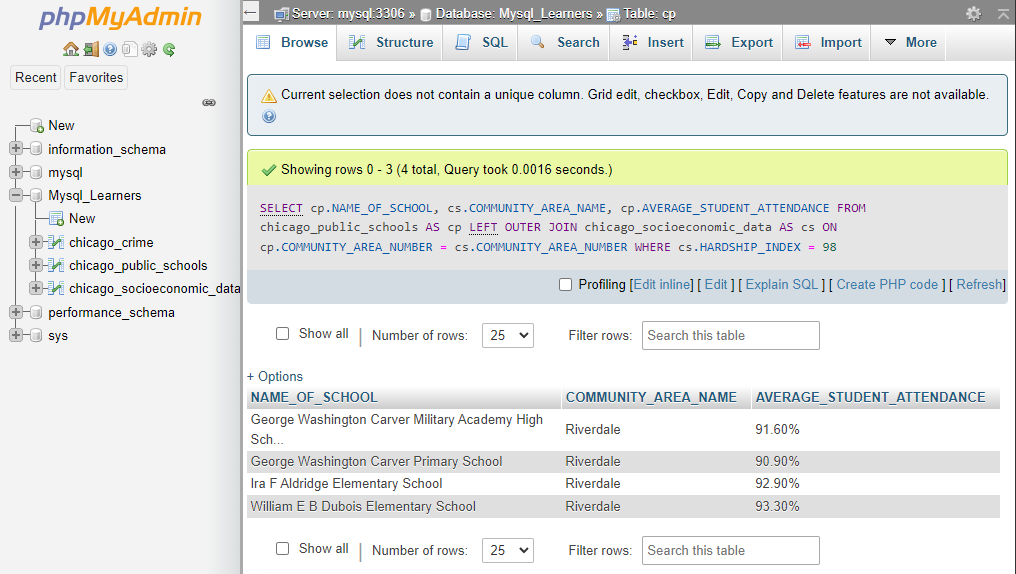 phpMyAdmin
Recent Favorites
New
information_schema
mysql
Mysql_Learners
New
chicago_crime
chicago_public_schools
chicago_socioeconomic_data
performance_schema
sys
Server: mysql:3306 » Database: Mysql_Learners » Table: cp
Browse Structure SQL Search Insert Export Import More
Current selection does not contain a unique column. Grid edit, checkbox, Edit, Copy and Delete features are not available.
Showing rows 0 - 3 (4 total, Query took 0.0016 seconds.)
SELECT cp.NAME_OF_SCHOOL, cs.COMMUNITY_AREA_NAME, cp.AVERAGE_STUDENT_ATTENDANCE FROM
chicago_public_schools AS cp LEFT OUTER JOIN chicago_socioeconomic_data AS cs ON
cp.COMMUNITY_AREA_NUMBER = cs.COMMUNITY_AREA_NUMBER WHERE cs.HARDSHIP_INDEX = 98
Profiling [Edit inline] [ Edit ] [ Explain SQL ] [ Create PHP code ] [ Refresh]
Show all | Number of rows: 25 Filter rows: Search this table
+ Options
NAME_OF_SCHOOL COMMUNITY_AREA_NAME AVERAGE_STUDENT_ATTENDANCE
George Washington Carver Military Academy High
Sch... Riverdale 91.60%
George Washington Carver Primary School Riverdale 90.90%
Ira F Aldridge Elementary School Riverdale 92.90%
William E B Dubois Elementary School Riverdale 93.30%
Show all | Number of rows: 25 Filter rows: Search this table